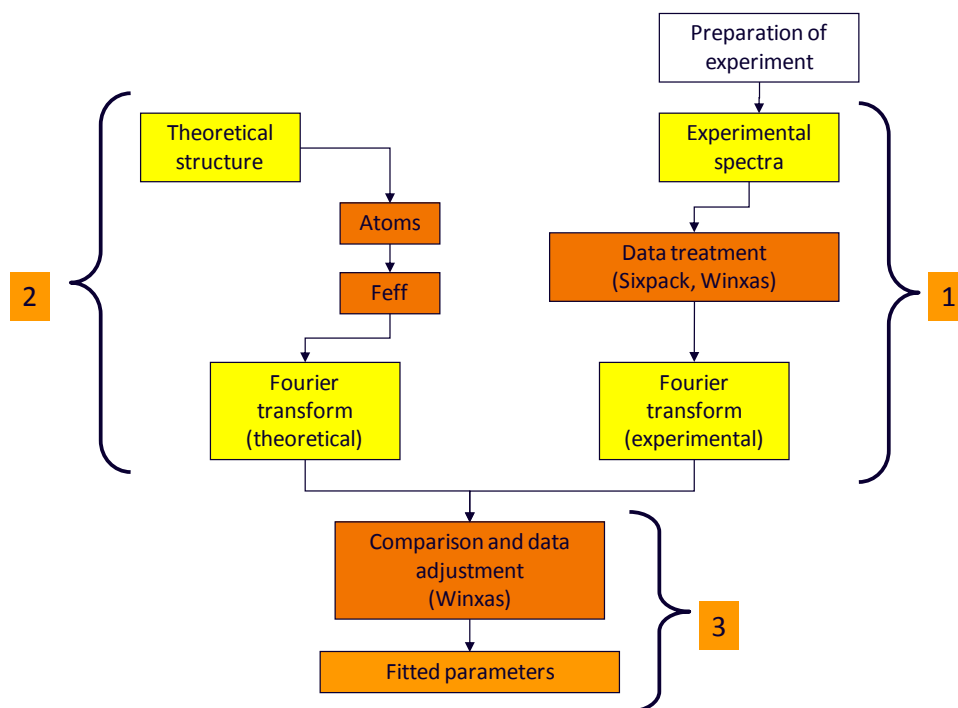 Preparation of
experiment
Theoretical
structure
Experimental
spectra
Atoms
Data treatment
(Sixpack, Winxas)
2
Feff
1
Fourier
transform
(theoretical)
Fourier
transform
(experimental)
Comparison and data
adjustment
(Winxas)
3
Fitted parameters